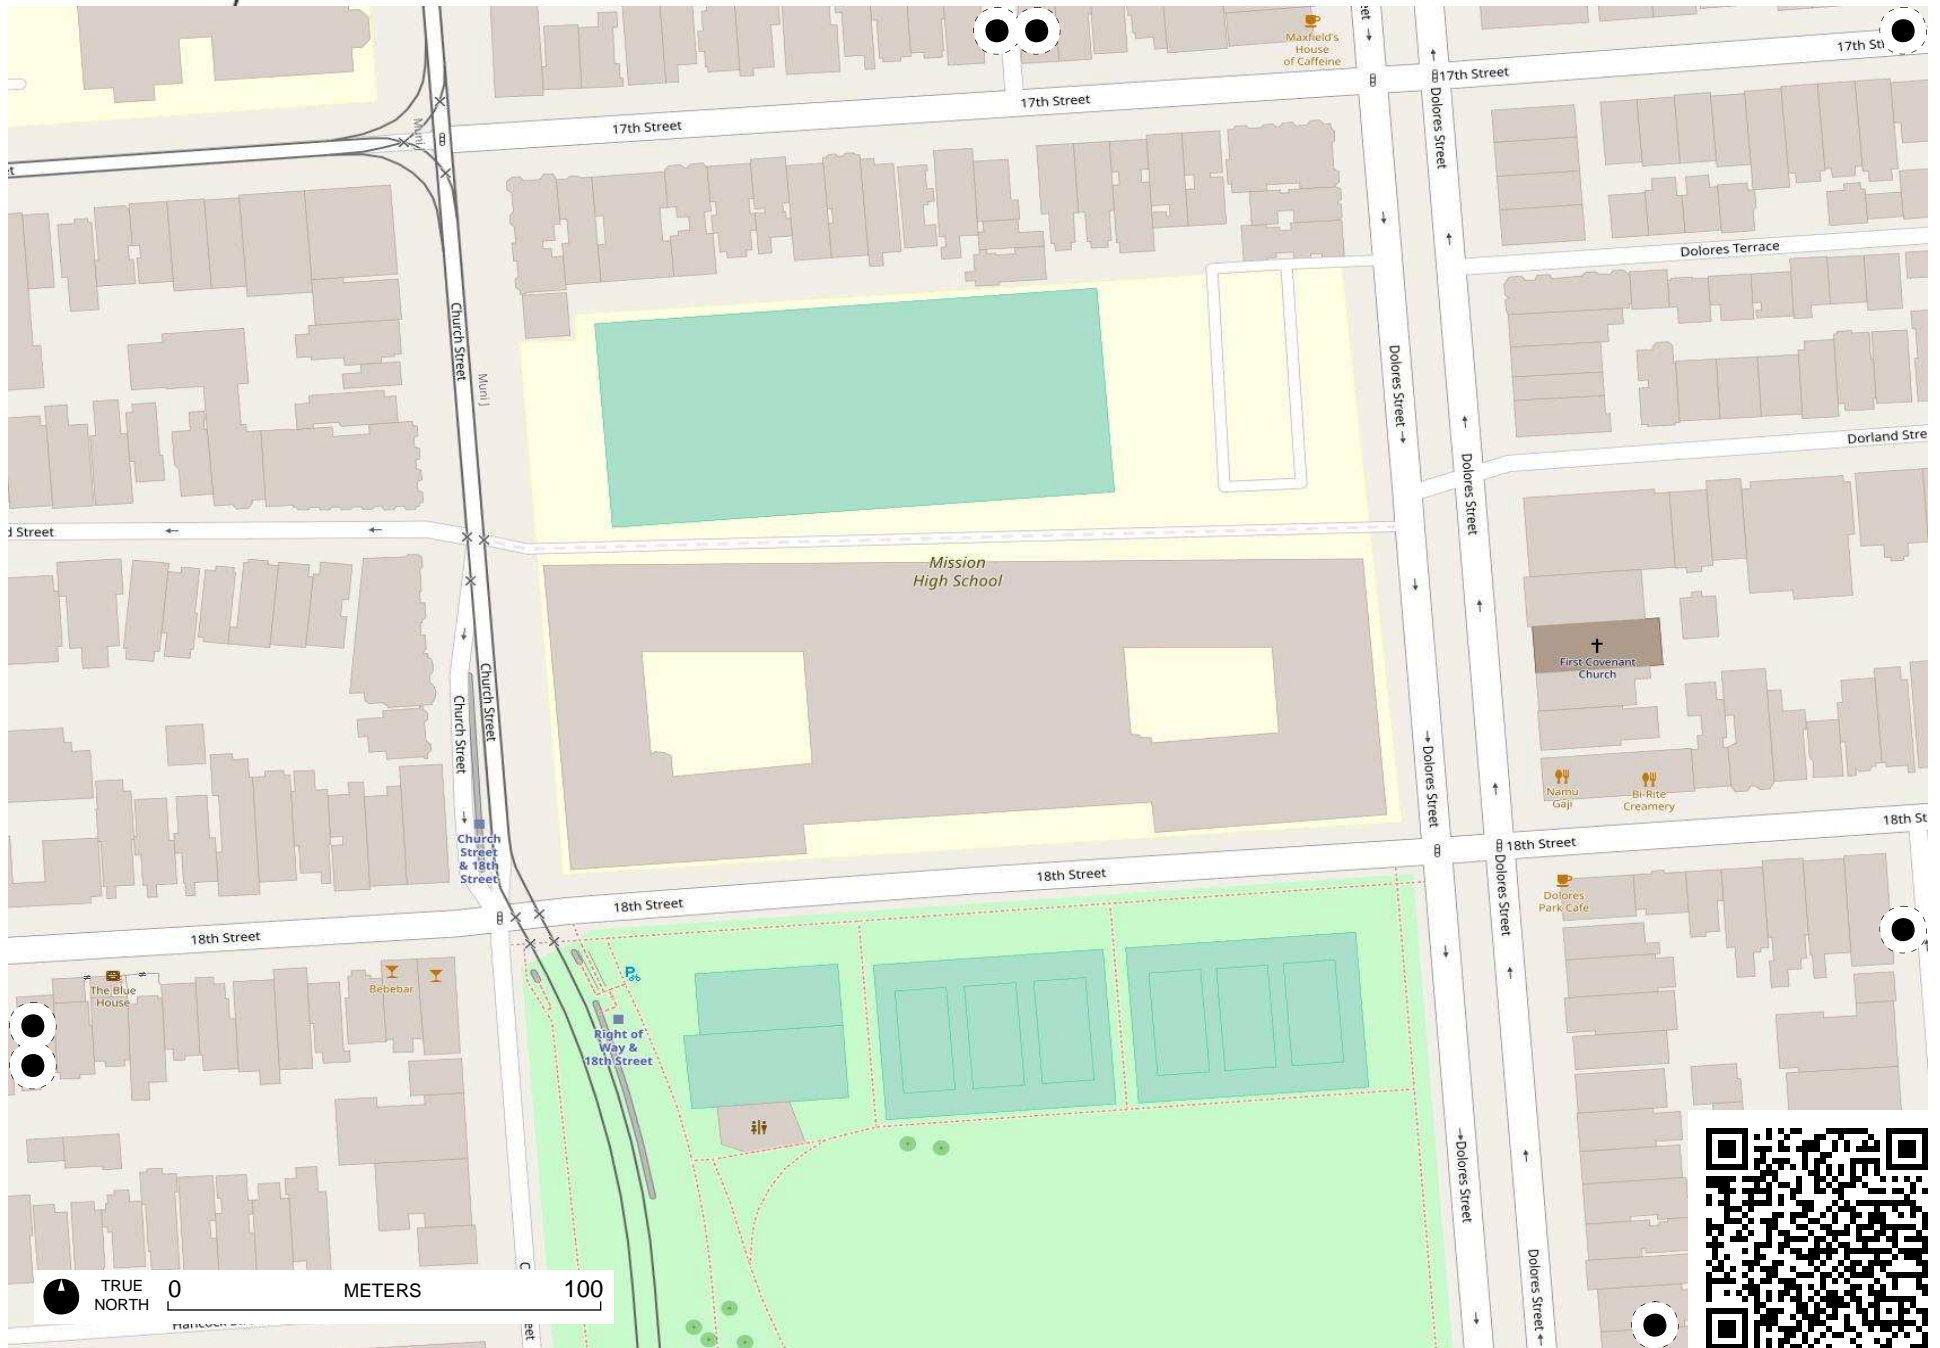 Maxfield's
House
of Caffeine
17th St
17th Street
17th Street
17th Street
Muni J
Dolores Street
Dolores Terrace
Church Street
Muni J
Dolores Street
Dorland Stre
Dolores Street
d Street
Mission
High School
First Covenant
Church
Church Street
Church Street
Dolores Street
Namu
Gaji
Bi-Rite
Creamery
18th St
Church
Street
& 18th
Street
18th Street
18th Street
18th Street
18th Street
Dolores Street
Dolores
Park Cafe
The Blue
House
Bebebar
Right of
Way &
18th Street
Dolores Street
Dolores Street
TRUE
NORTH
0 METERS 100